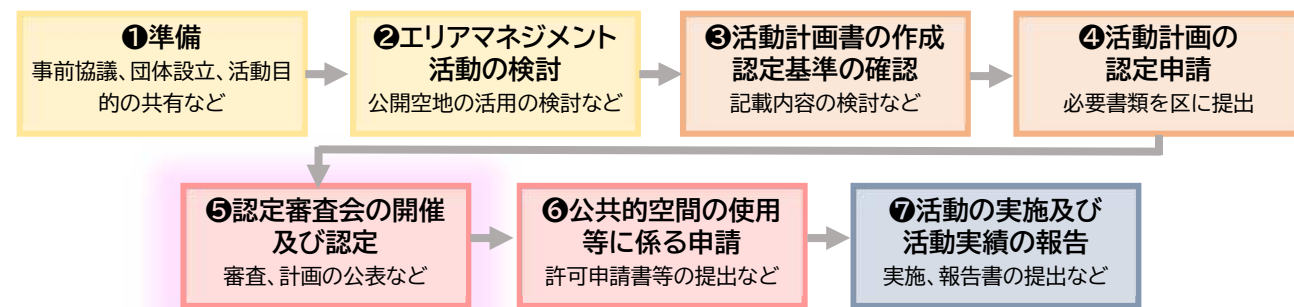 ❶準備
事前協議、団体設立、活動目
的の共有など
❷エリアマネジメント
活動の検討
公開空地の活用の検討など
❸活動計画書の作成
認定基準の確認
記載内容の検討など
❹活動計画の
認定申請
必要書類を区に提出
❺認定審査会の開催
及び認定
審査、計画の公表など
❻公共的空間の使用
等に係る申請
許可申請書等の提出など
❼活動の実施及び
活動実績の報告
実施、報告書の提出など